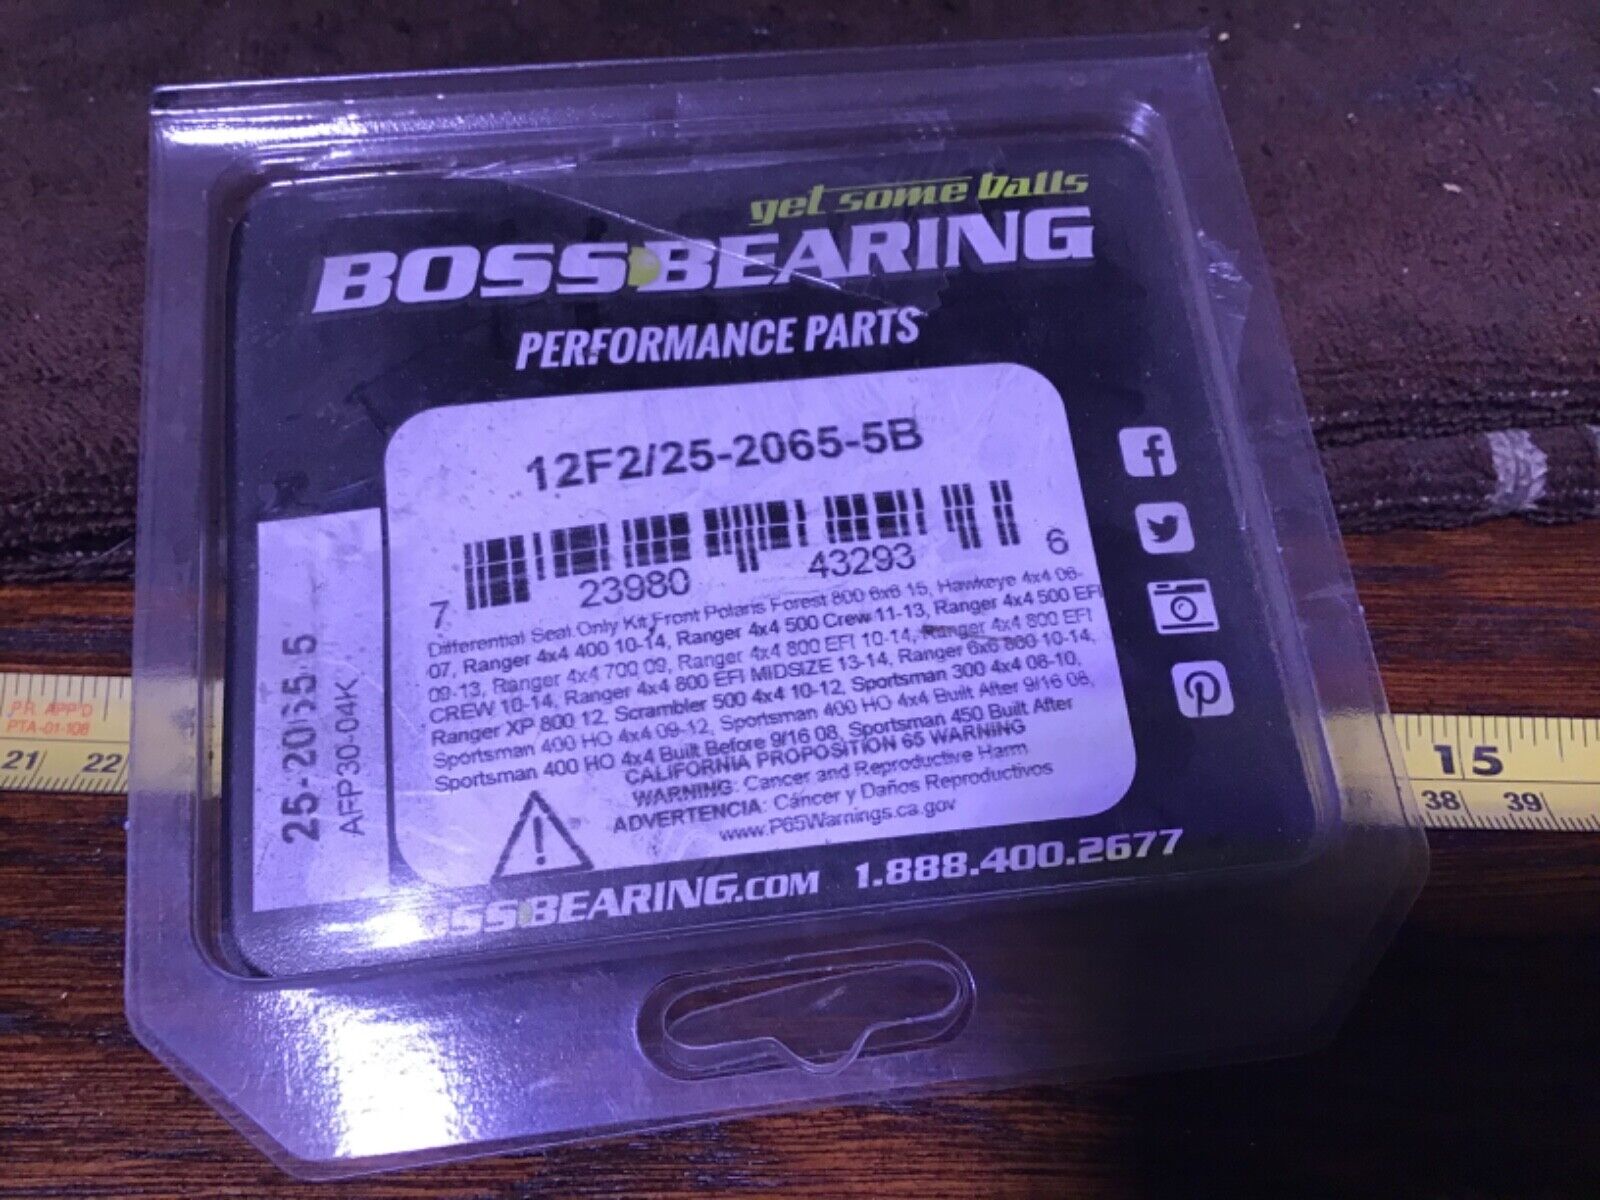 get some balls
BOSS BEARING
PERFORMANCE PARTS
12F2/25-2065-5B
7 23980 43293 6
Differential Seal Only Kit Front Polaris Forest 800 6x6 15, Hawkeye 4x4 06-
07, Ranger 4x4 400 10-14, Ranger 4x4 500 Crew 11-13, Ranger 4x4 500 EFI
09-13, Ranger 4x4 700 09, Ranger 4x4 800 EFI 10-14, Ranger 4x4 800 EFI
CREW 10-14, Ranger 4x4 800 EFI MIDSIZE 13-14, Ranger 6x6 800 10-14,
Ranger XP 800 12, Scrambler 500 4x4 10-12, Sportsman 300 4x4 08-10,
Sportsman 400 HO 4x4 09-12, Sportsman 400 HO 4x4 Built After 9/16 08,
Sportsman 400 HO 4x4 Built Before 9/16 08, Sportsman 450 Built After
CALIFORNIA PROPOSITION 65 WARNING
WARNING: Cancer and Reproductive Harm
ADVERTENCIA: Cáncer y Daños Reproductivos
www.P65Warnings.ca.gov
25-2065-5
AFP30-04K
BOSSBEARING.COM 1.888.400.2677
P.R. APP'D
PTA-01-108
21 22
15
38 39